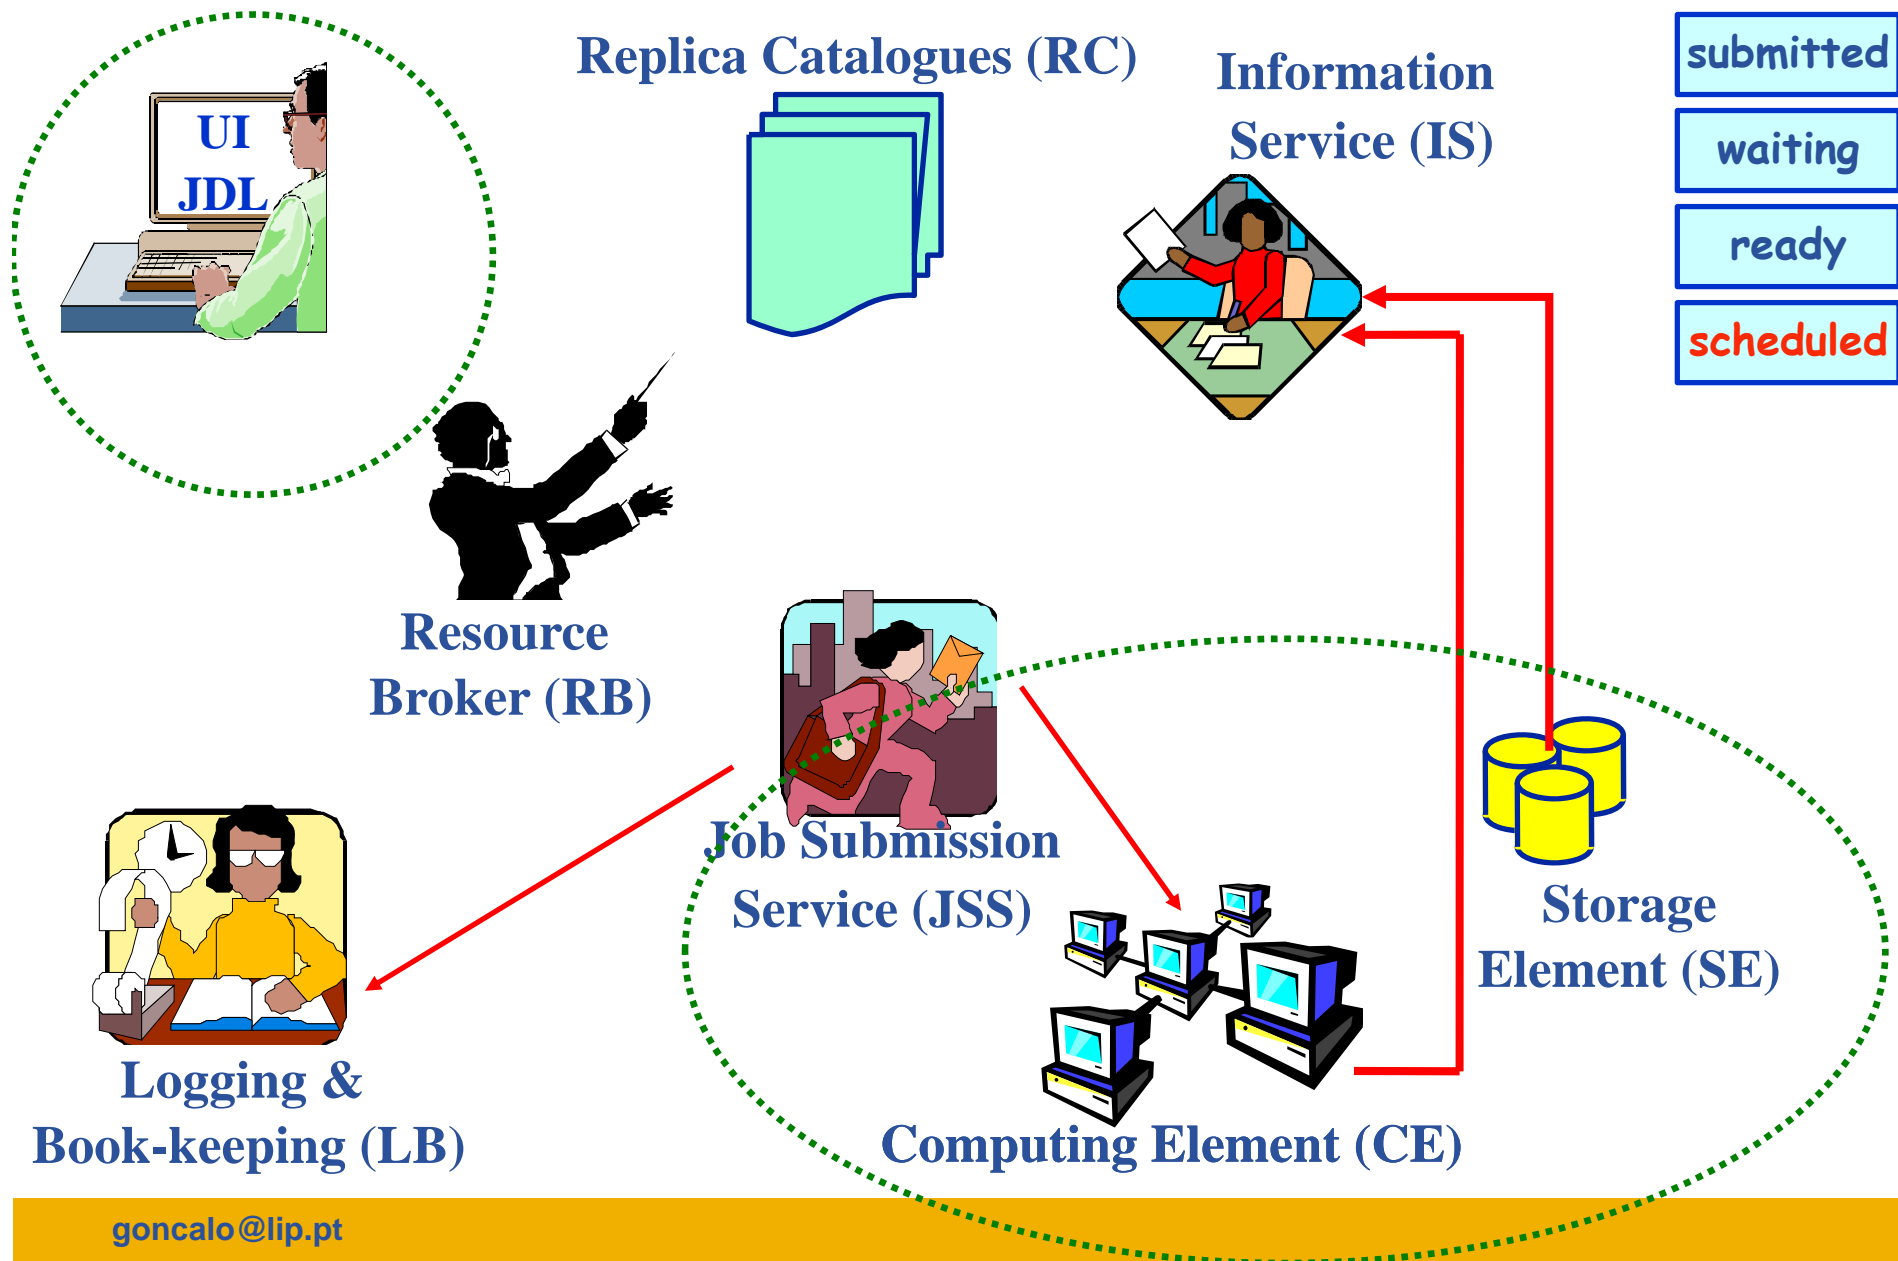 UI
JDL
Replica Catalogues (RC)
Information
Service (IS)
submitted
waiting
ready
scheduled
Resource
Broker (RB)
Job Submission
Service (JSS)
Storage
Element (SE)
Logging &
Book-keeping (LB)
Computing Element (CE)
goncalo@lip.pt